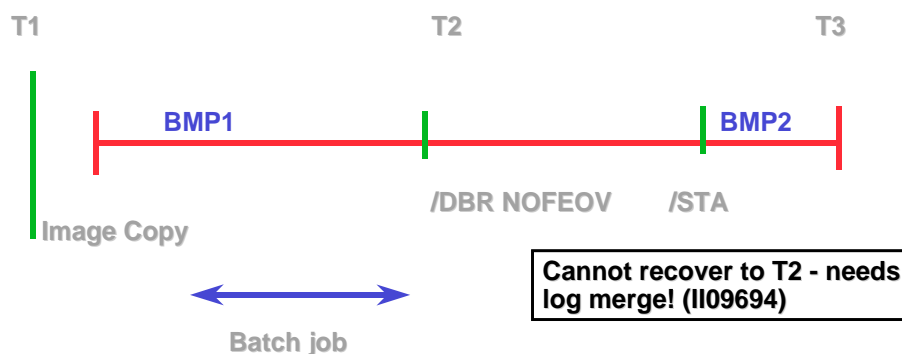 T1 T2 T3
BMP1 BMP2
/DBR NOFEOV /STA
Image Copy
Cannot recover to T2 - needs
log merge! (II09694)
Batch job